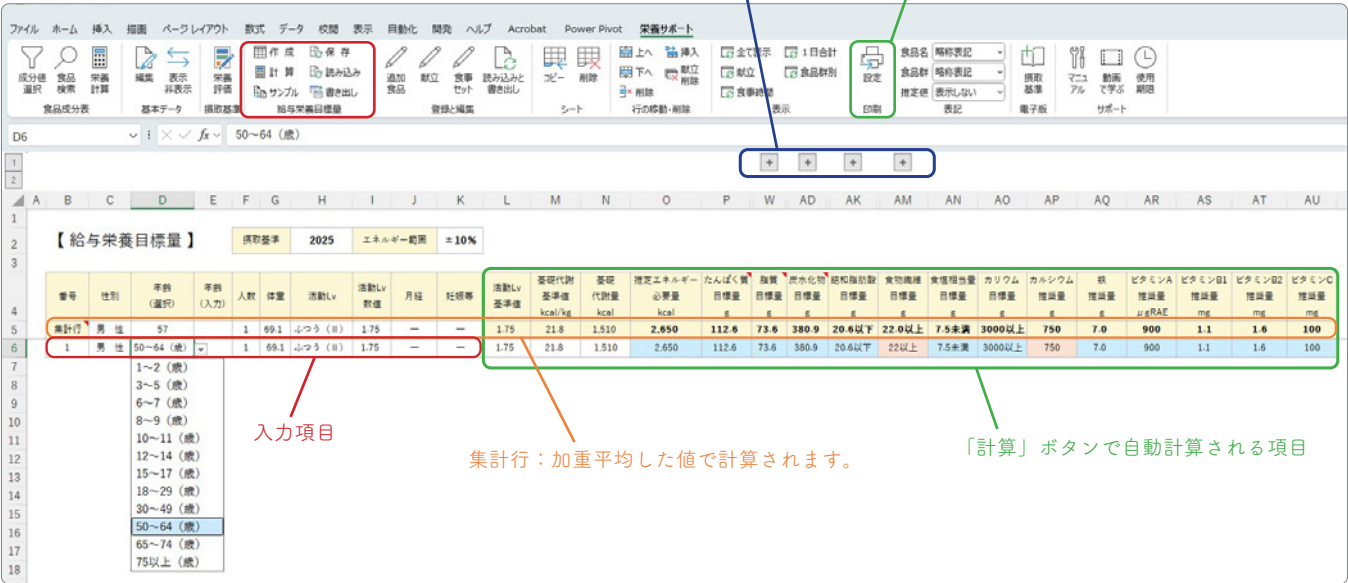 ファイル ホーム 挿入 描画 ページ レイアウト 数式 データ 校閲 表示 自動化 開発 ヘルプ Acrobat Power Pivot 栄養サポート
成分値選択 食品検索 栄養計算 編集 表示非表示 栄養評価 作 成 計 算 サンプル 保 存 読み込み 書き出し 追加食品 献立 食事セット 読み込みと書き出し コピー 削除 上へ 下へ 削除 挿入 献立削除 全て表示 献立 食事時間 1日合計 食品群別 設定 食品名 略称表記 食品群 略称表記 推定値 表示しない 摂取基準 マニュアル 動画で学ぶ 使用期限
食品成分表 基本データ 摂取基準 給与栄養目標量 登録と編集 シート 行の移動・削除 表示 印刷 表記 電子版 サポート
D6 fx 50～64（歳）
1 + + + +
2
A B C D E F G H I J K L M N O P W AD AK AM AN AO AP AQ AR AS AT AU
1
2 【 給与栄養目標量 】 摂取基準 2025 エネルギー範囲 ±10%
3
4 番号 性別 年齢（選択） 年齢（入力） 人数 体重 活動Lv 活動Lv数値 月経 妊娠等 活動Lv基準値 基礎代謝基準値 kcal/kg 基礎代謝量 kcal 推定エネルギー必要量 kcal たんぱく質目標量 g 脂質目標量 g 炭水化物目標量 g 飽和脂肪酸目標量 g 食物繊維目標量 g 食塩相当量目標量 g カリウム目標量 g カルシウム推奨量 g 鉄推奨量 g ビタミンA推奨量 μgRAE ビタミンB1推奨量 mg ビタミンB2推奨量 mg ビタミンC推奨量 mg
5 集計行 男 性 57 1 69.1 ふつう（Ⅱ） 1.75 ー ー 1.75 21.8 1,510 2,650 112.6 73.6 380.9 20.6以下 22.0以上 7.5未満 3000以上 750 7.0 900 1.1 1.6 100
6 1 男 性 50～64（歳） 1 69.1 ふつう（Ⅱ） 1.75 ー ー 1.75 21.8 1,510 2,650 112.6 73.6 380.9 20.6以下 22以上 7.5未満 3000以上 750 7.0 900 1.1 1.6 100
7 1～2（歳）
8 3～5（歳）
9 6～7（歳）
10 8～9（歳）
11 10～11（歳）
12 12～14（歳）
13 15～17（歳）
14 18～29（歳）
15 30～49（歳）
16 50～64（歳）
17 65～74（歳）
18 75以上（歳）
入力項目
集計行：加重平均した値で計算されます。
「計算」ボタンで自動計算される項目